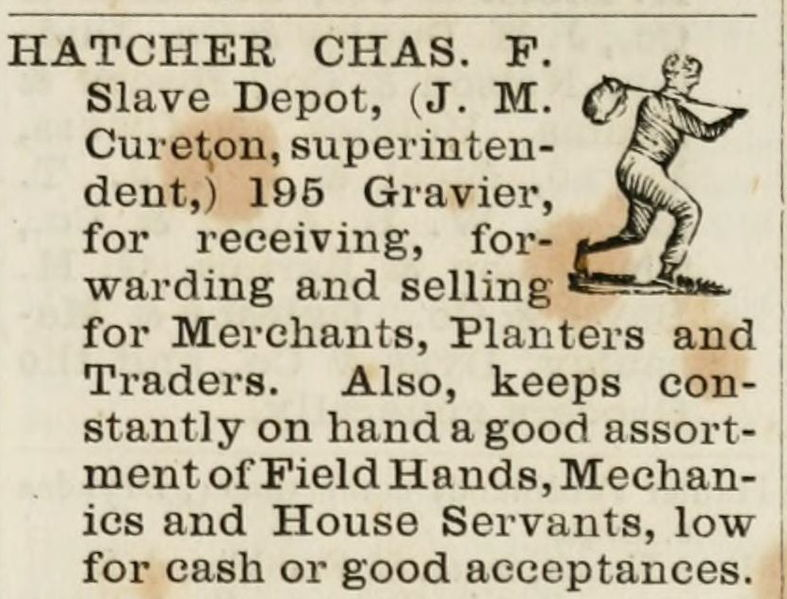 HATCHER CHAS. F.
Slave Depot, (J. M.
Cureton, superinten-
dent,) 195 Gravier,
for receiving, for-
warding and selling
for Merchants, Planters and
Traders. Also, keeps con-
stantly on hand a good assort-
ment of Field Hands, Mechan-
ics and House Servants, low
for cash or good acceptances.